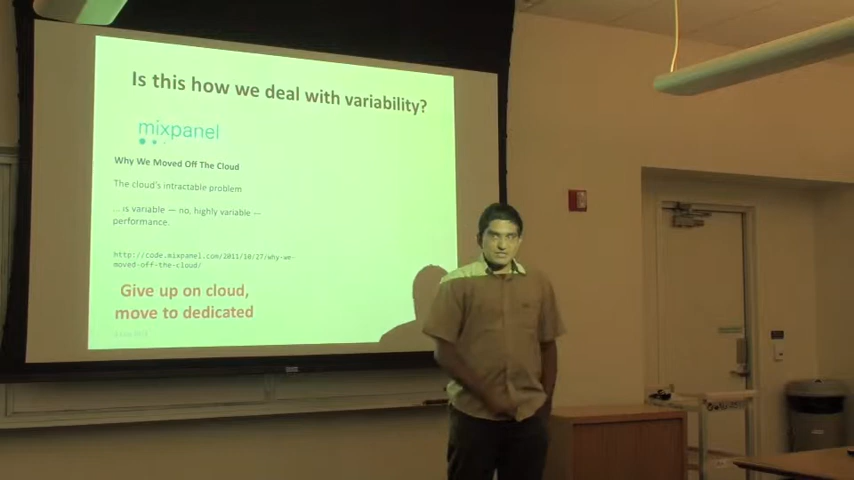 Is this how we deal with variability?
mixpanel
Why We Moved Off The Cloud
The cloud's intractable problem
... is variable — no, highly variable —
performance.
http://code.mixpanel.com/2011/10/27/why-we-
moved-off-the-cloud/
Give up on cloud,
move to dedicated